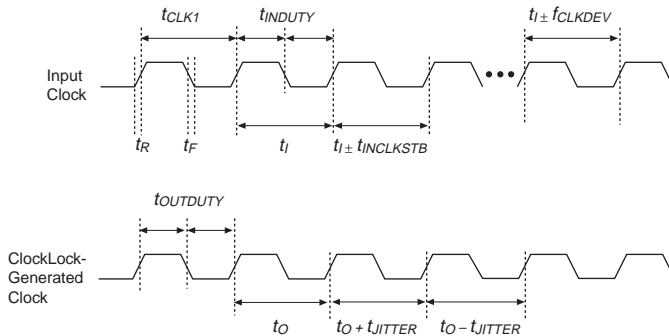 tCLK1 tINDUTY tI ± fCLKDEV
Input
Clock
tR tF tI tI ± tINCLKSTB
tOUTDUTY
ClockLock-
Generated
Clock
tO tO + tJITTER tO – tJITTER